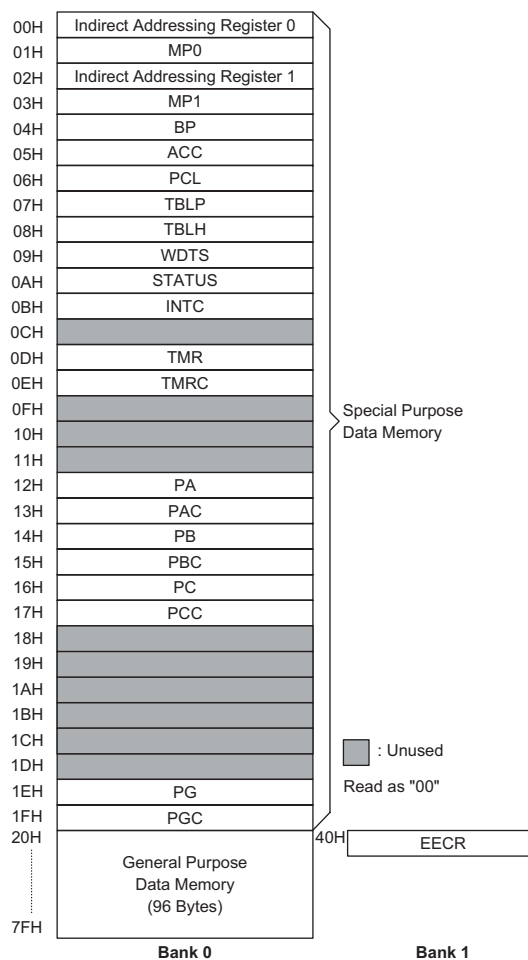 00H Indirect Addressing Register 0
01H MP0
02H Indirect Addressing Register 1
03H MP1
04H BP
05H ACC
06H PCL
07H TBLP
08H TBLH
09H WDTS
0AH STATUS
0BH INTC
0CH
0DH TMR
0EH TMRC
0FH
10H
11H
Special Purpose
Data Memory
12H PA
13H PAC
14H PB
15H PBC
16H PC
17H PCC
18H
19H
1AH
1BH
1CH
1DH
: Unused
Read as "00"
1EH PG
1FH PGC
20H
General Purpose
Data Memory
(96 Bytes)
7FH
40H EECR
Bank 0 Bank 1